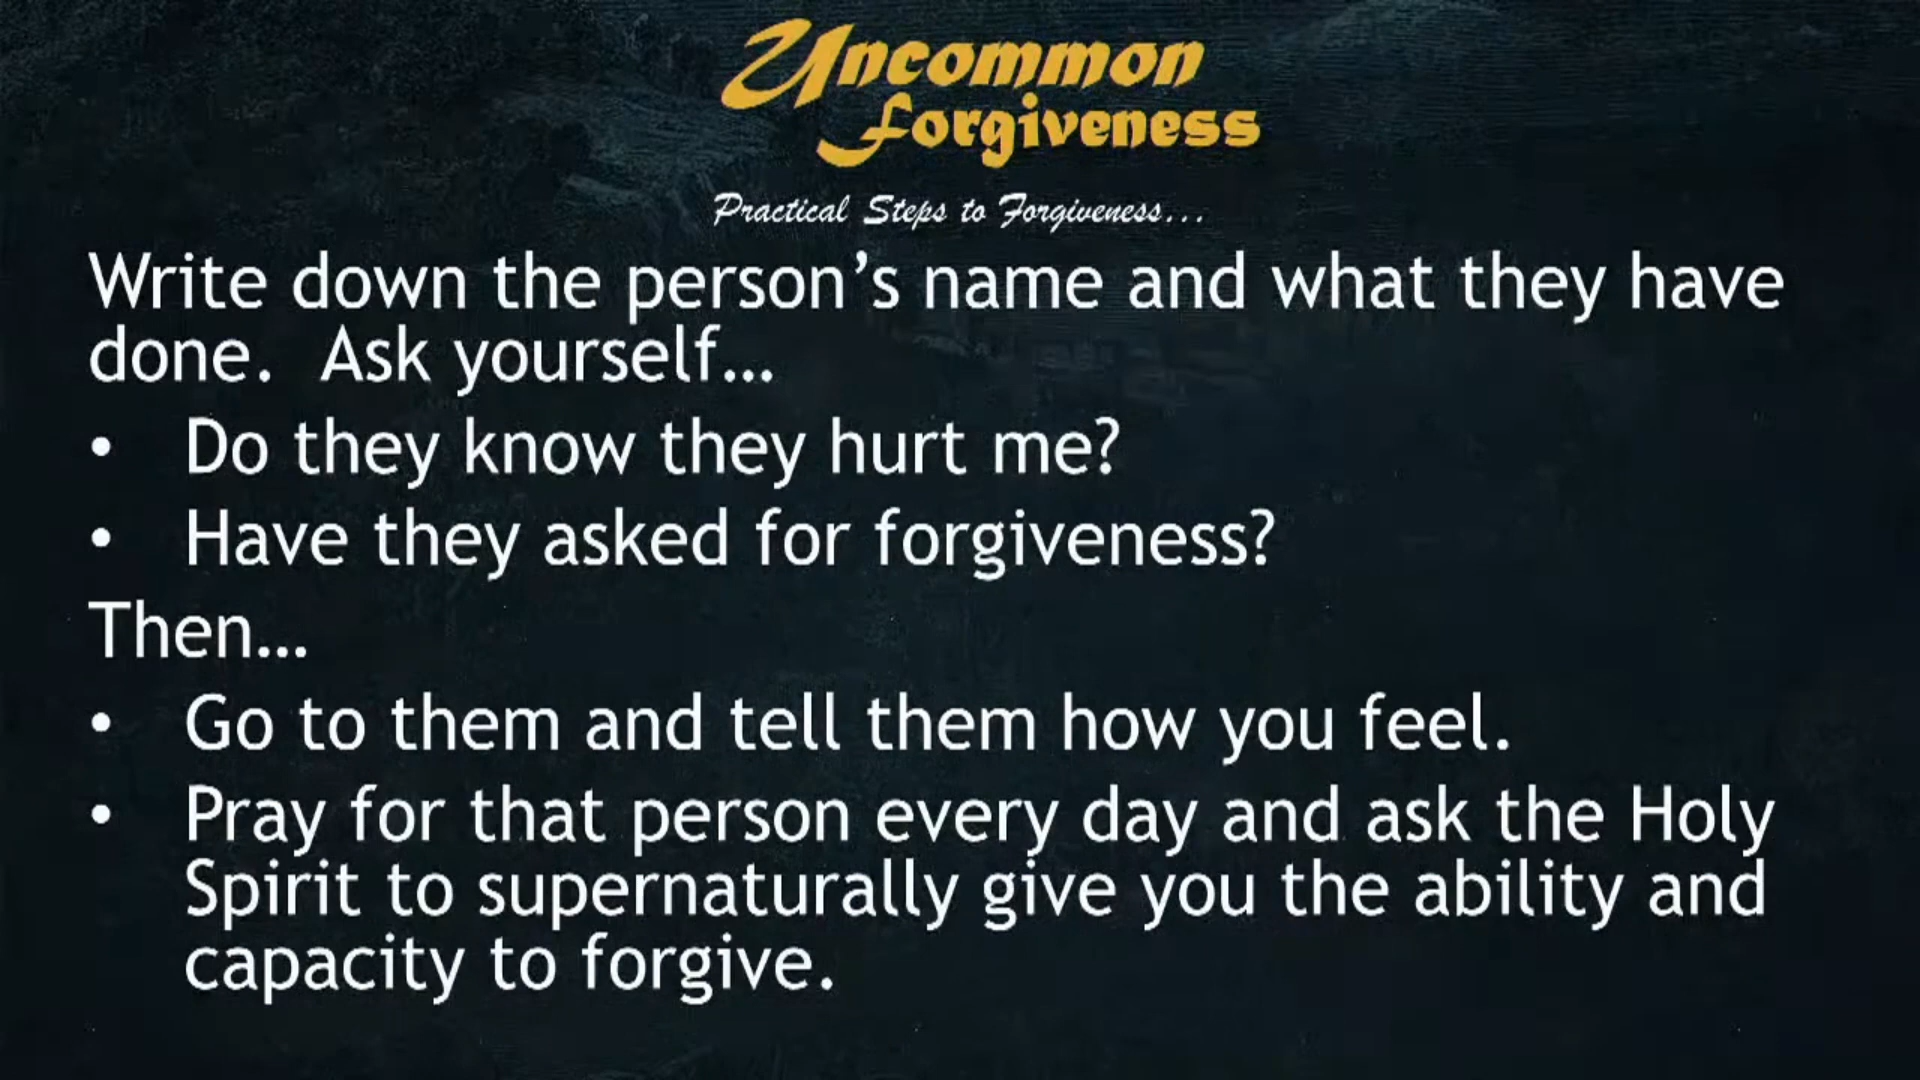 Uncommon
Forgiveness
Practical Steps to Forgiveness...
Write down the person’s name and what they have
done.  Ask yourself…
•    Do they know they hurt me?
•    Have they asked for forgiveness?
Then…
•    Go to them and tell them how you feel.
•    Pray for that person every day and ask the Holy
Spirit to supernaturally give you the ability and
capacity to forgive.